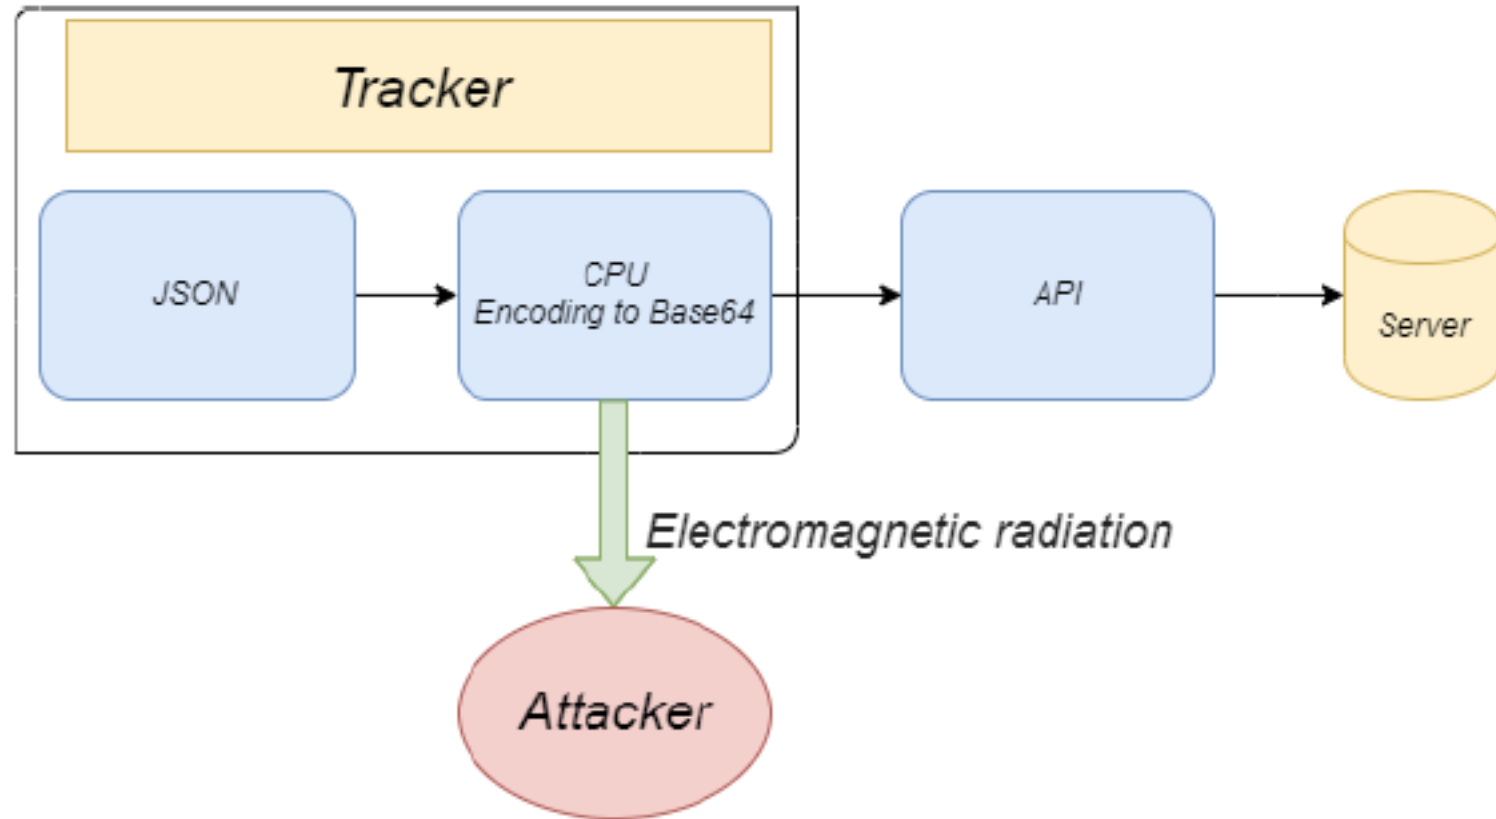 Tracker
JSON
CPU
Encoding to Base64
API
Server
Electromagnetic radiation
Attacker